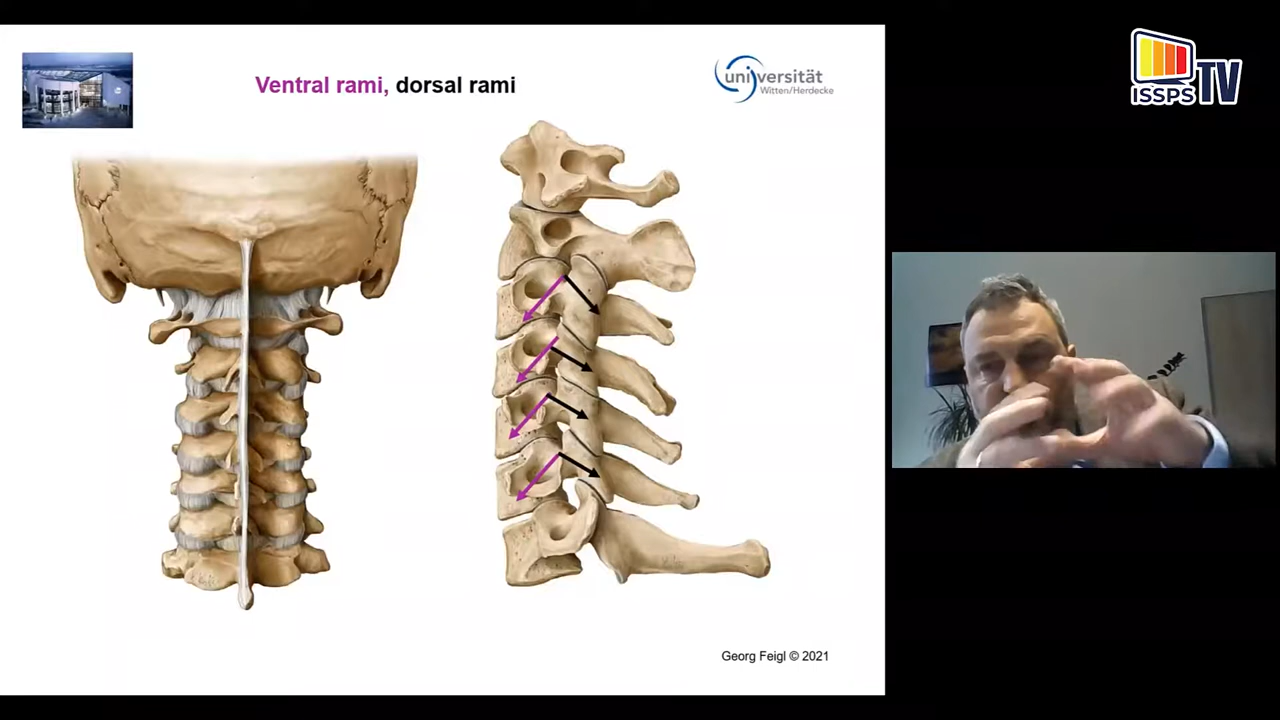 Ventral rami, dorsal rami
universität
Witten/Herdecke
ISSPS TV
Georg Feigl © 2021